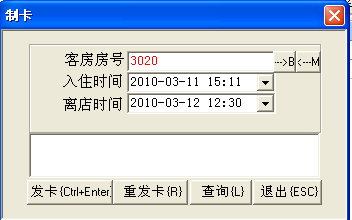 制卡
客房房号 3020 --->B <---M
入住时间 2010-03-11 15:11
离店时间 2010-03-12 12:30
发卡{Ctrl+Enter} 重发卡{R} 查询{L} 退出{ESC}